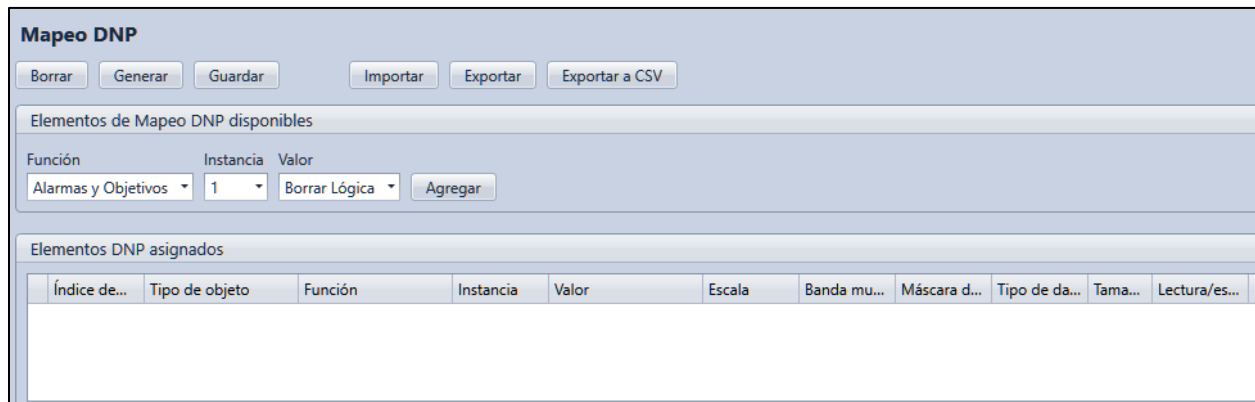 Mapeo DNP
Borrar Generar Guardar Importar Exportar Exportar a CSV
Elementos de Mapeo DNP disponibles
Función Instancia Valor
Alarmas y Objetivos 1 Borrar Lógica Agregar
Elementos DNP asignados
Índice de... Tipo de objeto Función Instancia Valor Escala Banda mu... Máscara d... Tipo de da... Tama... Lectura/es...